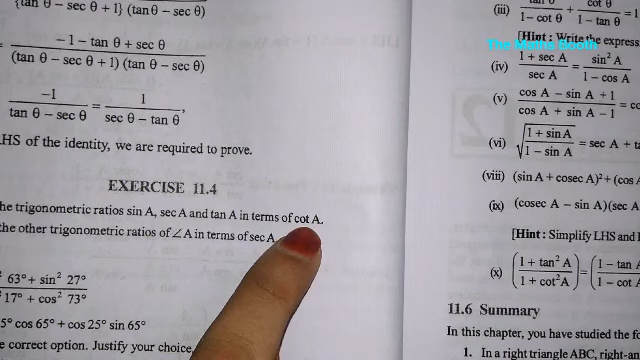 {tan θ − sec θ + 1} (tan θ − sec θ)
= −1 − tan θ + sec θ / (tan θ − sec θ + 1) (tan θ − sec θ)
−1 / tan θ − sec θ = 1 / sec θ − tan θ,
HS of the identity, we are required to prove.
EXERCISE 11.4
he trigonometric ratios sin A, sec A and tan A in terms of cot A.
the other trigonometric ratios of ∠A in terms of sec A
63° + sin² 27°
17° + cos² 73°
5° cos 65° + cos 25° sin 65°
correct option. Justify your choice
(iii) tan θ / 1 − cot θ + cot θ / 1 − tan θ = 1
[Hint : Write the express
The Maths Booth
(iv) 1 + sec A / sec A = sin² A / 1 − cos A
(v) cos A − sin A + 1 / cos A + sin A − 1 = co
(vi) √(1 + sin A / 1 − sin A) = sec A + ta
(viii) (sin A + cosec A)² + (cos
(ix) (cosec A − sin A)(sec A
[Hint : Simplify LHS and
(x) (1 + tan² A / 1 + cot² A) = (1 − tan A / 1 − cot
11.6 Summary
In this chapter, you have studied the fo
1. In a right triangle ABC, right-an